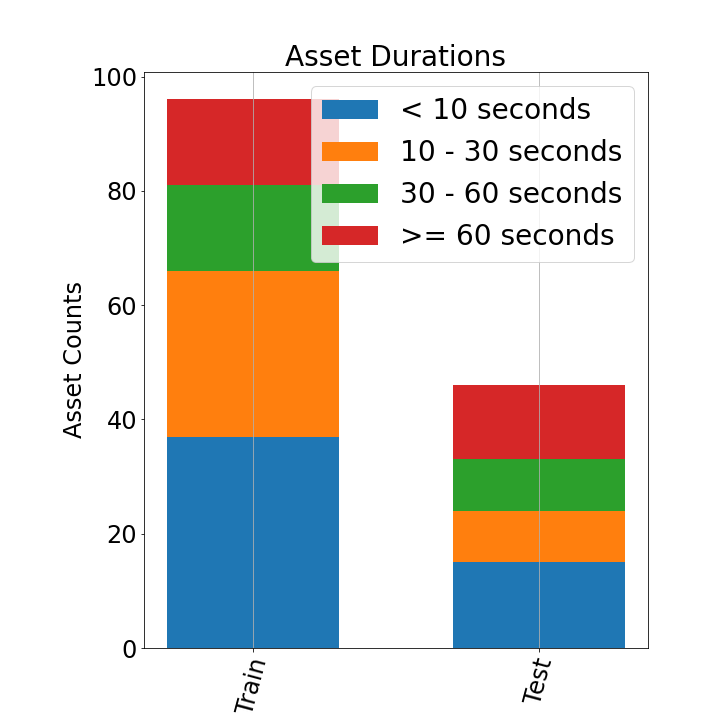 Asset Durations
100
80
60
40
20
0
Asset Counts
< 10 seconds
10 - 30 seconds
30 - 60 seconds
>= 60 seconds
Train
Test